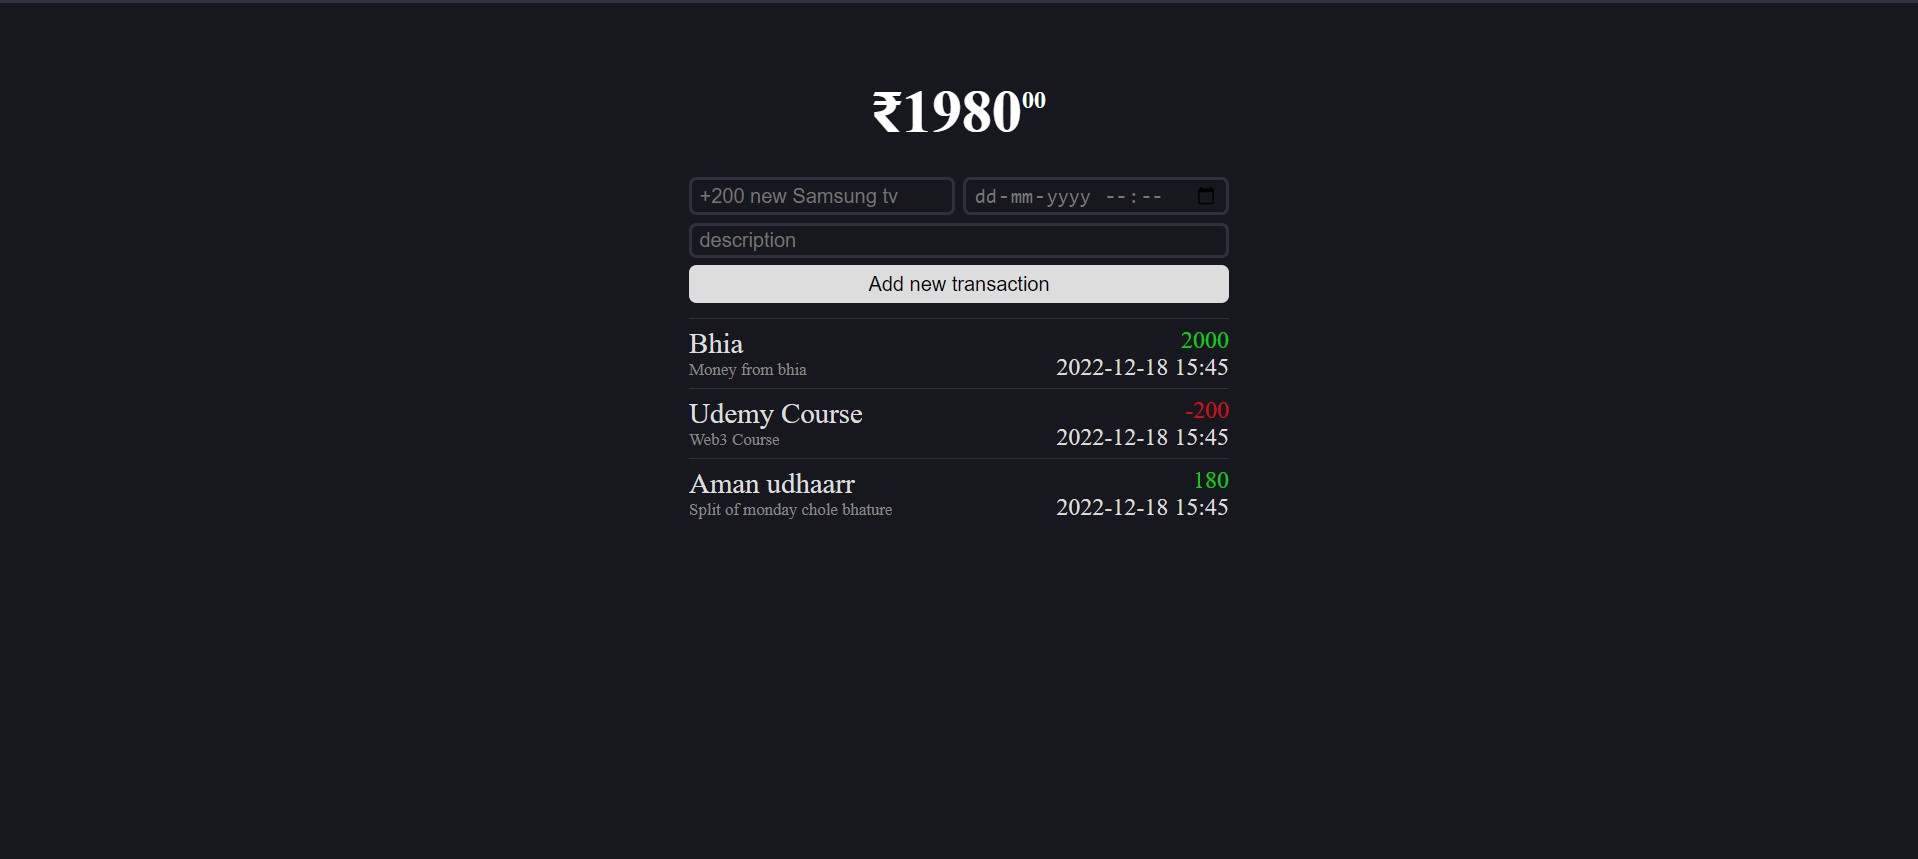 ₹198000
+200 new Samsung tv dd-mm-yyyy --:--
description
Add new transaction
Bhia 2000
Money from bhia 2022-12-18 15:45
Udemy Course -200
Web3 Course 2022-12-18 15:45
Aman udhaarr 180
Split of monday chole bhature 2022-12-18 15:45